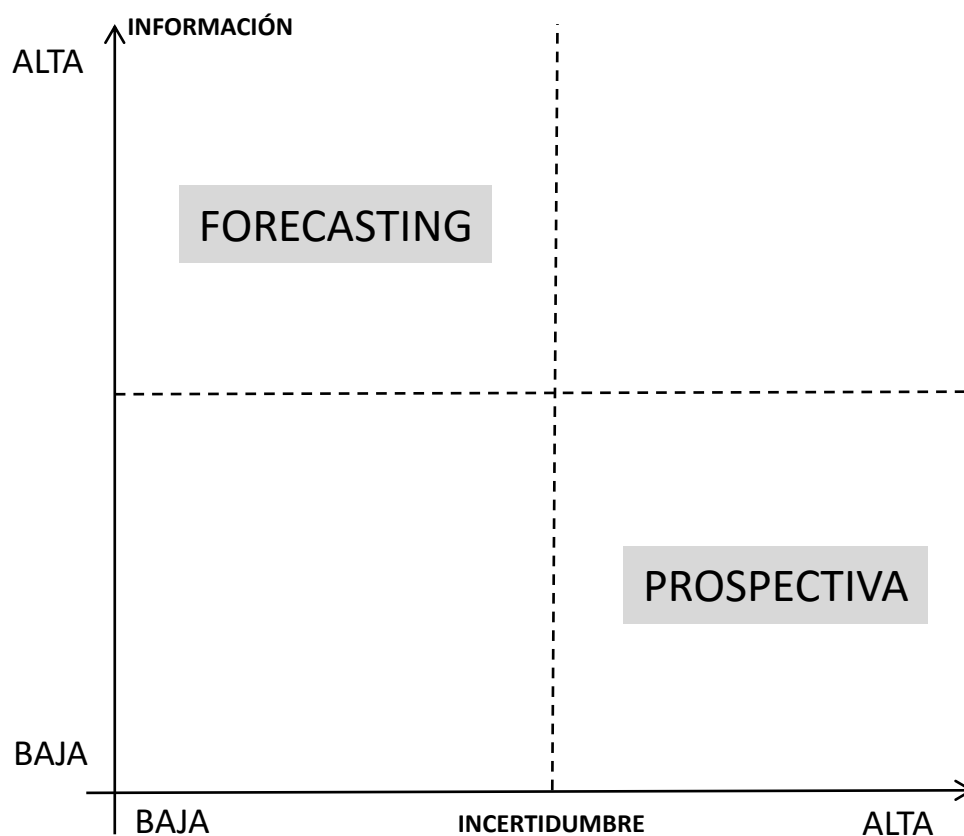 INFORMACIÓN
ALTA
FORECASTING
PROSPECTIVA
BAJA
BAJA
INCERTIDUMBRE
ALTA